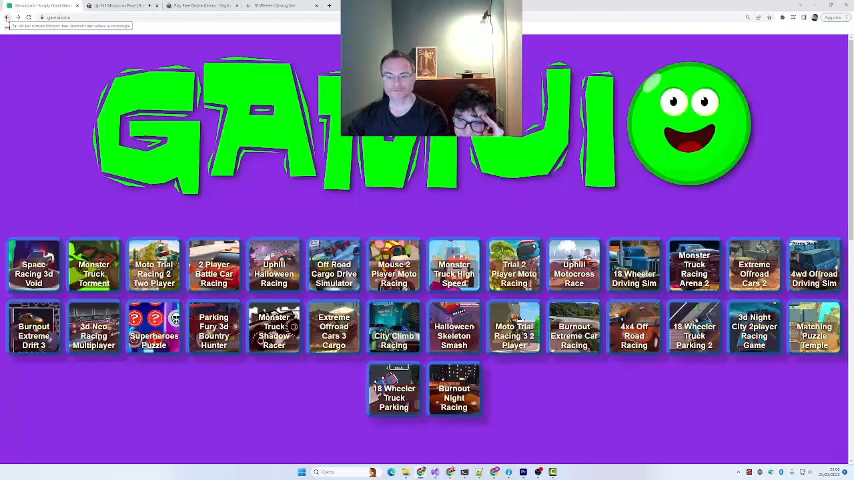 GAMUJIO
Space Racing 3d Void
Monster Truck Torment
Moto Trial Racing 2 Two Player
2 Player Battle Car Racing
Uphill Halloween Racing
Off Road Cargo Drive Simulator
Mouse 2 Player Moto Racing
Monster Truck High Speed
Trial 2 Player Moto Racing
Uphill Motocross Race
18 Wheeler Driving Sim
Monster Truck Racing Arena 2
Extreme Offroad Cars 2
4wd Offroad Driving Sim
Burnout Extreme Drift 3
3d Neo Racing Multiplayer
Superheroes Puzzle
Parking Fury 3d Bountry Hunter
Monster Truck Shadow Racer
Extreme Offroad Cars 3 Cargo
City Climb Racing
Halloween Skeleton Smash
Moto Trial Racing 3 2 Player
Burnout Extreme Car Racing
4x4 Off Road Racing
18 Wheeler Truck Parking 2
3d Night City 2player Racing Game
Matching Puzzle Temple
18 Wheeler Truck Parking
Burnout Night Racing
Cerca